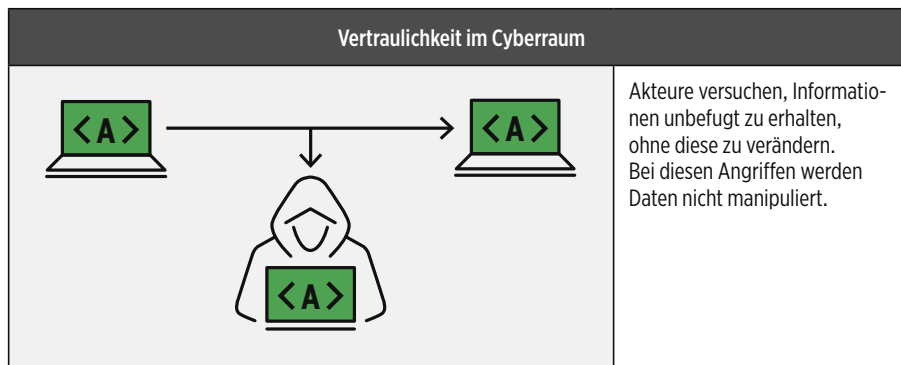 Vertraulichkeit im Cyberraum
<A>
<A>
<A>
Akteure versuchen, Informatio-
nen unbefugt zu erhalten,
ohne diese zu verändern.
Bei diesen Angriffen werden
Daten nicht manipuliert.